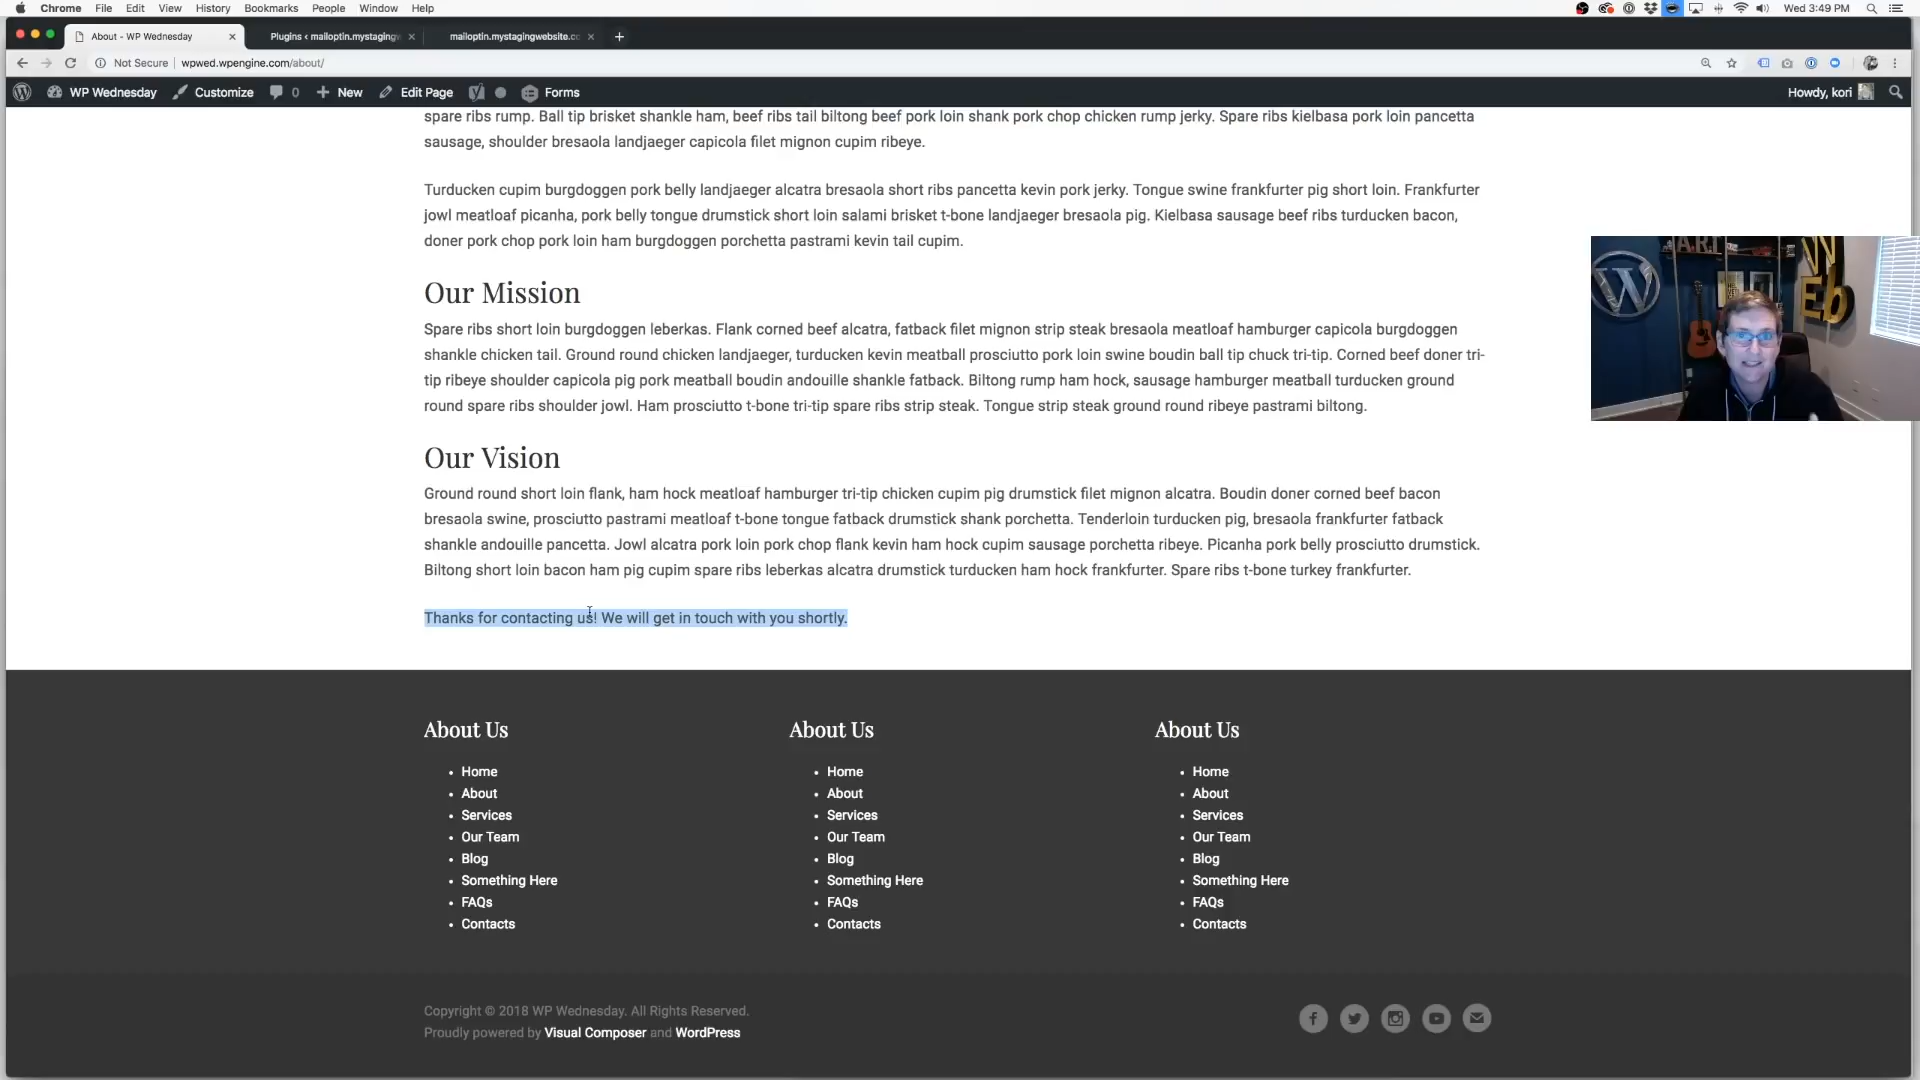 Chrome File Edit View History Bookmarks People Window Help
Wed 3:49 PM
About - WP Wednesday
Plugins ‹ mailoptin.mystaging
mailoptin.mystagingwebsite.c
Not Secure | wpwed.wpengine.com/about/
WP Wednesday Customize 0 New Edit Page Forms
Howdy, kori
spare ribs rump. Ball tip brisket shankle ham, beef ribs tail biltong beef pork loin shank pork chop chicken rump jerky. Spare ribs kielbasa pork loin pancetta
sausage, shoulder bresaola landjaeger capicola filet mignon cupim ribeye.
Turducken cupim burgdoggen pork belly landjaeger alcatra bresaola short ribs pancetta kevin pork jerky. Tongue swine frankfurter pig short loin. Frankfurter
jowl meatloaf picanha, pork belly tongue drumstick short loin salami brisket t-bone landjaeger bresaola pig. Kielbasa sausage beef ribs turducken bacon,
doner pork chop pork loin ham burgdoggen porchetta pastrami kevin tail cupim.
Our Mission
Spare ribs short loin burgdoggen leberkas. Flank corned beef alcatra, fatback filet mignon strip steak bresaola meatloaf hamburger capicola burgdoggen
shankle chicken tail. Ground round chicken landjaeger, turducken kevin meatball prosciutto pork loin swine boudin ball tip chuck tri-tip. Corned beef doner tri-
tip ribeye shoulder capicola pig pork meatball boudin andouille shankle fatback. Biltong rump ham hock, sausage hamburger meatball turducken ground
round spare ribs shoulder jowl. Ham prosciutto t-bone tri-tip spare ribs strip steak. Tongue strip steak ground round ribeye pastrami biltong.
Our Vision
Ground round short loin flank, ham hock meatloaf hamburger tri-tip chicken cupim pig drumstick filet mignon alcatra. Boudin doner corned beef bacon
bresaola swine, prosciutto pastrami meatloaf t-bone tongue fatback drumstick shank porchetta. Tenderloin turducken pig, bresaola frankfurter fatback
shankle andouille pancetta. Jowl alcatra pork loin pork chop flank kevin ham hock cupim sausage porchetta ribeye. Picanha pork belly prosciutto drumstick.
Biltong short loin bacon ham pig cupim spare ribs leberkas alcatra drumstick turducken ham hock frankfurter. Spare ribs t-bone turkey frankfurter.
Thanks for contacting us! We will get in touch with you shortly.
About Us
Home
About
Services
Our Team
Blog
Something Here
FAQs
Contacts
About Us
Home
About
Services
Our Team
Blog
Something Here
FAQs
Contacts
About Us
Home
About
Services
Our Team
Blog
Something Here
FAQs
Contacts
Copyright © 2018 WP Wednesday. All Rights Reserved.
Proudly powered by Visual Composer and WordPress